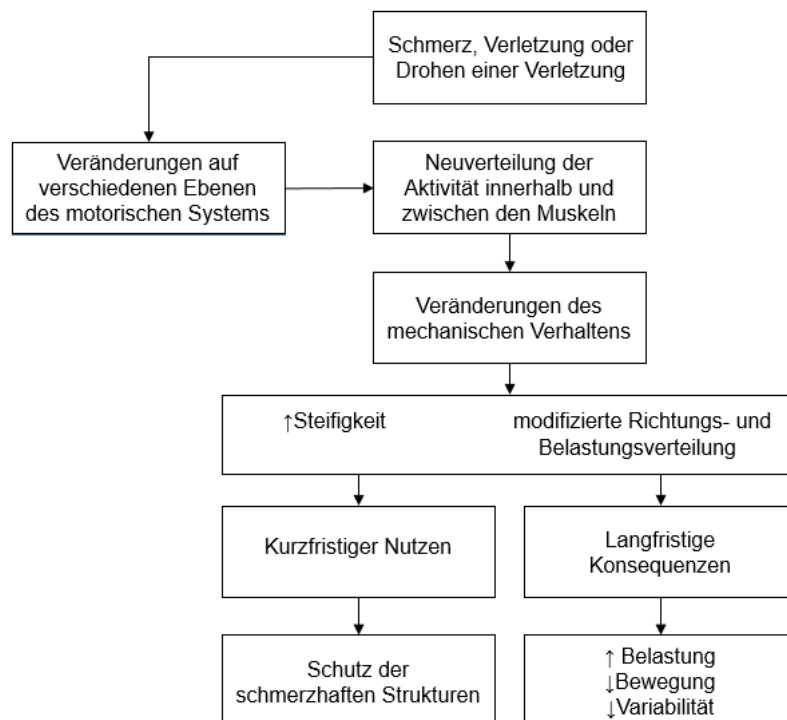 Schmerz, Verletzung oder
Drohen einer Verletzung
Veränderungen auf
verschiedenen Ebenen
des motorischen Systems
Neuverteilung der
Aktivität innerhalb und
zwischen den Muskeln
Veränderungen des
mechanischen Verhaltens
↑Steifigkeit
modifizierte Richtungs- und
Belastungsverteilung
Kurzfristiger Nutzen
Langfristige
Konsequenzen
Schutz der
schmerzhaften Strukturen
↑ Belastung
↓Bewegung
↓Variabilität